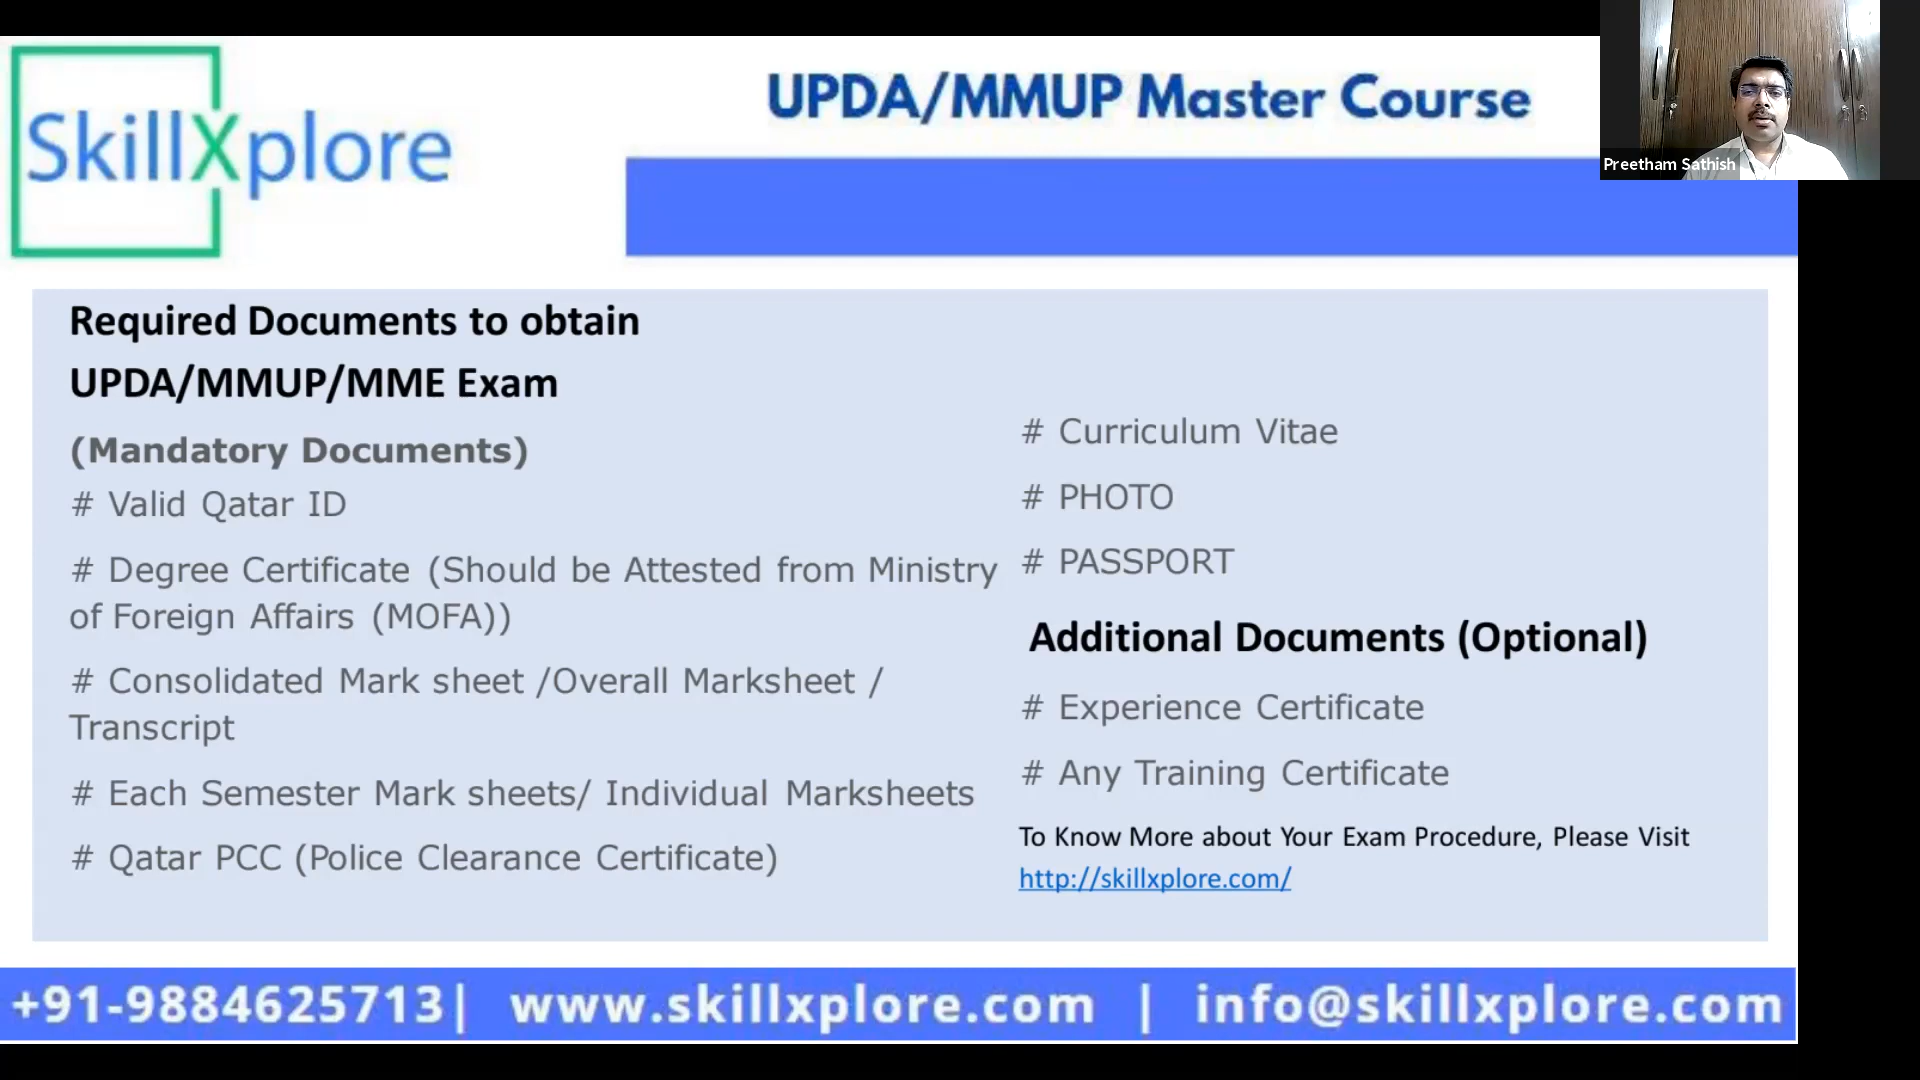 SkillXplore
UPDA/MMUP Master Course
Preetham Sathish
Required Documents to obtain
UPDA/MMUP/MME Exam
(Mandatory Documents)
# Valid Qatar ID
# Degree Certificate (Should be Attested from Ministry
of Foreign Affairs (MOFA))
# Consolidated Mark sheet /Overall Marksheet /
Transcript
# Each Semester Mark sheets/ Individual Marksheets
# Qatar PCC (Police Clearance Certificate)
# Curriculum Vitae
# PHOTO
# PASSPORT
Additional Documents (Optional)
# Experience Certificate
# Any Training Certificate
To Know More about Your Exam Procedure, Please Visit
http://skillxplore.com/
+91-9884625713| www.skillxplore.com | info@skillxplore.com